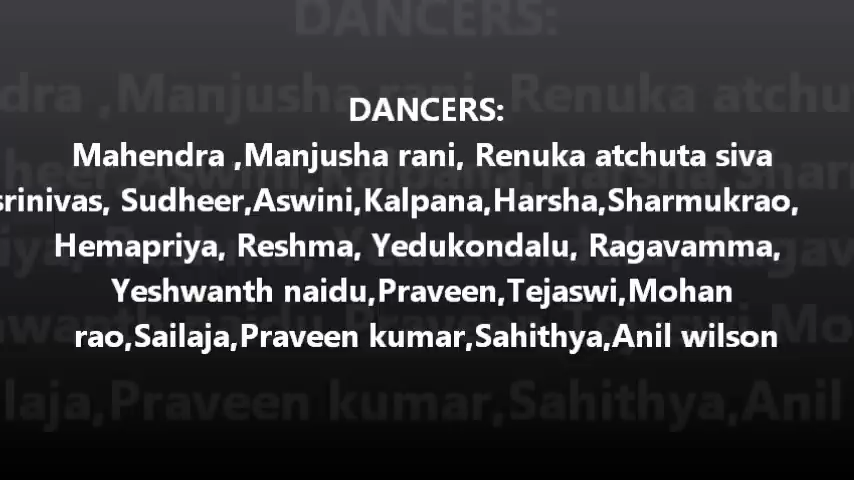 DANCERS:
Mahendra ,Manjusha rani, Renuka atchuta siva
srinivas, Sudheer,Aswini,Kalpana,Harsha,Sharmukrao,
Hemapriya, Reshma, Yedukondalu, Ragavamma,
Yeshwanth naidu,Praveen,Tejaswi,Mohan
rao,Sailaja,Praveen kumar,Sahithya,Anil wilson